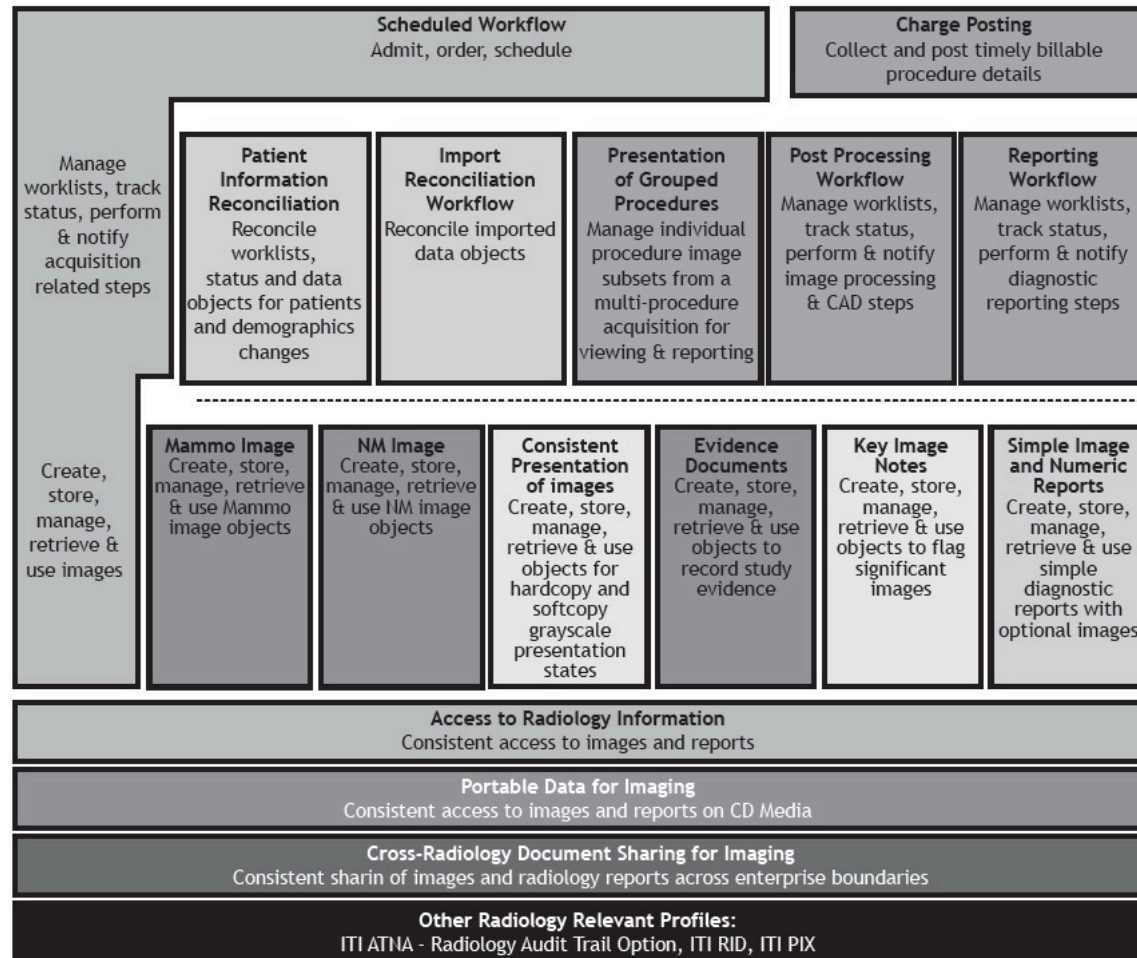 Scheduled Workflow
Admit, order, schedule
Charge Posting
Collect and post timely billable
procedure details
Manage
worklists, track
status, perform
& notify
acquisition
related steps
Patient
Information
Reconciliation
Reconcile
worklists,
status and data
objects for patients
and demographics
changes
Import
Reconciliation
Workflow
Reconcile imported
data objects
Presentation
of Grouped
Procedures
Manage individual
procedure image
subsets from a
multi-procedure
acquisition for
viewing & reporting
Post Processing
Workflow
Manage worklists,
track status,
perform & notify
image processing
& CAD steps
Reporting
Workflow
Manage worklists,
track status,
perform & notify
diagnostic
reporting steps
Create,
store,
manage,
retrieve &
use images
Mammo Image
Create, store,
manage, retrieve
& use Mammo
image objects
NM Image
Create, store,
manage, retrieve
& use NM image
objects
Consistent
Presentation
of images
Create, store,
manage,
retrieve & use
objects for
hardcopy and
softcopy
grayscale
presentation
states
Evidence
Documents
Create, store,
manage,
retrieve & use
objects to
record study
evidence
Key Image
Notes
Create, store,
manage,
retrieve & use
objects to flag
significant
images
Simple Image
and Numeric
Reports
Create, store,
manage,
retrieve & use
simple
diagnostic
reports with
optional images
Access to Radiology Information
Consistent access to images and reports
Portable Data for Imaging
Consistent access to images and reports on CD Media
Cross-Radiology Document Sharing for Imaging
Consistent sharin of images and radiology reports across enterprise boundaries
Other Radiology Relevant Profiles:
ITI ATNA - Radiology Audit Trail Option, ITI RID, ITI PIX